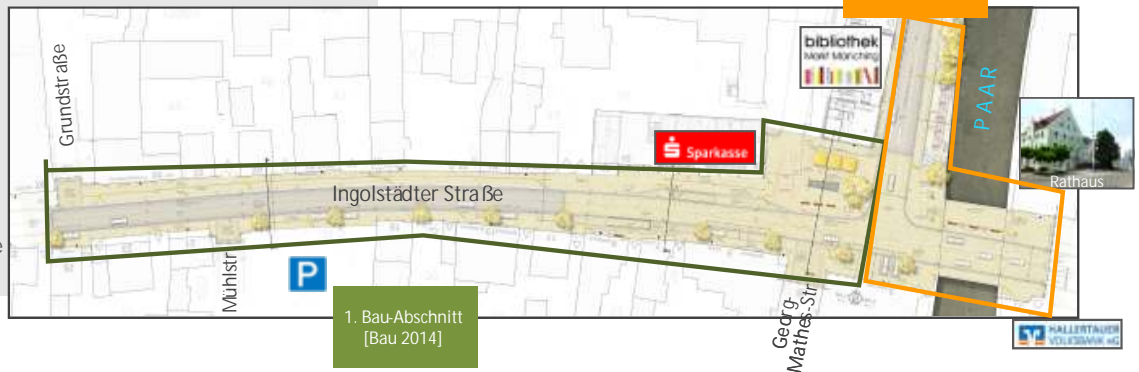 bibliothek
Markt Manching
Grundstraße
PAAR
Sparkasse
Rathaus
Ingolstädter Straße
Mühlstr
P
Georg-
Mathes-Str
1. Bau-Abschnitt
[Bau 2014]
HALLERTAUER
VOLKSBANK eG